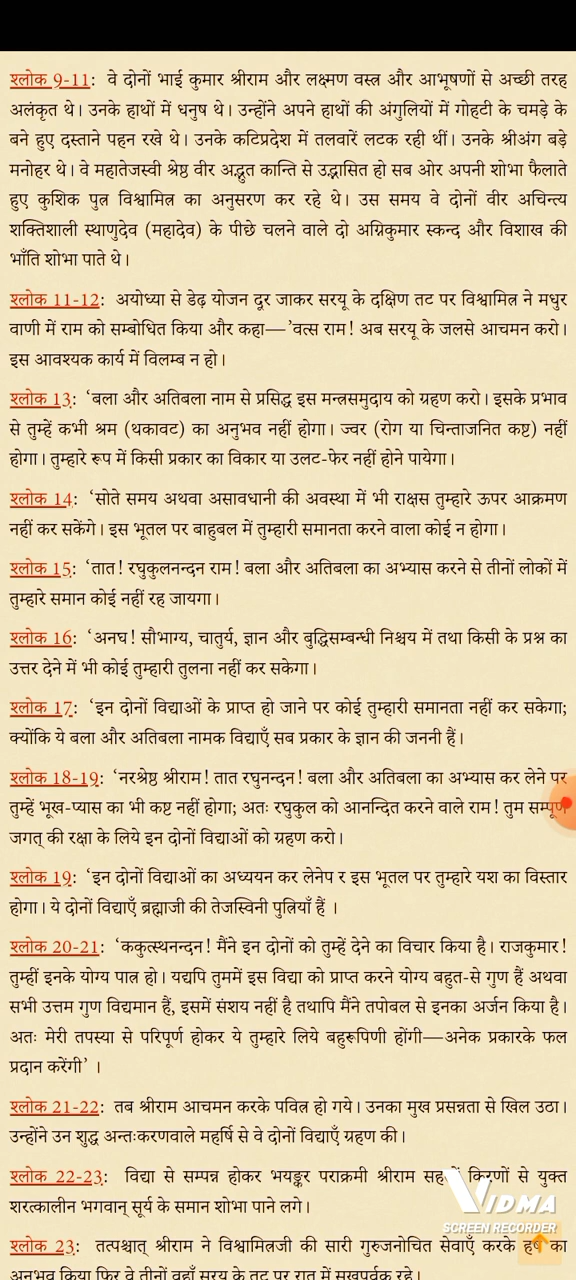 श्लोक 9-11: वे दोनों भाई कुमार श्रीराम और लक्ष्मण वस्त्र और आभूषणों से अच्छी तरह
अलंकृत थे। उनके हाथों में धनुष थे। उन्होंने अपने हाथों की अंगुलियों में गोहटी के चमड़े के
बने हुए दस्ताने पहन रखे थे। उनके कटिप्रदेश में तलवारें लटक रही थीं। उनके श्रीअंग बड़े
मनोहर थे। वे महातेजस्वी श्रेष्ठ वीर अद्भुत कान्ति से उद्भासित हो सब ओर अपनी शोभा फैलाते
हुए कुशिक पुत्र विश्वामित्र का अनुसरण कर रहे थे। उस समय वे दोनों वीर अचिन्त्य
शक्तिशाली स्थाणुदेव (महादेव) के पीछे चलने वाले दो अग्निकुमार स्कन्द और विशाख की
भाँति शोभा पाते थे।
श्लोक 11-12: अयोध्या से डेढ़ योजन दूर जाकर सरयू के दक्षिण तट पर विश्वामित्र ने मधुर
वाणी में राम को सम्बोधित किया और कहा—’वत्स राम! अब सरयू के जलसे आचमन करो।
इस आवश्यक कार्य में विलम्ब न हो।
श्लोक 13: ‘बला और अतिबला नाम से प्रसिद्ध इस मन्त्रसमुदाय को ग्रहण करो। इसके प्रभाव
से तुम्हें कभी श्रम (थकावट) का अनुभव नहीं होगा। ज्वर (रोग या चिन्ताजनित कष्ट) नहीं
होगा। तुम्हारे रूप में किसी प्रकार का विकार या उलट-फेर नहीं होने पायेगा।
श्लोक 14: ‘सोते समय अथवा असावधानी की अवस्था में भी राक्षस तुम्हारे ऊपर आक्रमण
नहीं कर सकेंगे। इस भूतल पर बाहुबल में तुम्हारी समानता करने वाला कोई न होगा।
श्लोक 15: ‘तात! रघुकुलनन्दन राम! बला और अतिबला का अभ्यास करने से तीनों लोकों में
तुम्हारे समान कोई नहीं रह जायगा।
श्लोक 16: ‘अनघ! सौभाग्य, चातुर्य, ज्ञान और बुद्धिसम्बन्धी निश्चय में तथा किसी के प्रश्न का
उत्तर देने में भी कोई तुम्हारी तुलना नहीं कर सकेगा।
श्लोक 17: ‘इन दोनों विद्याओं के प्राप्त हो जाने पर कोई तुम्हारी समानता नहीं कर सकेगा;
क्योंकि ये बला और अतिबला नामक विद्याएँ सब प्रकार के ज्ञान की जननी हैं।
श्लोक 18-19: ‘नरश्रेष्ठ श्रीराम! तात रघुनन्दन! बला और अतिबला का अभ्यास कर लेने पर
तुम्हें भूख-प्यास का भी कष्ट नहीं होगा; अतः रघुकुल को आनन्दित करने वाले राम! तुम सम्पूर्ण
जगत् की रक्षा के लिये इन दोनों विद्याओं को ग्रहण करो।
श्लोक 19: ‘इन दोनों विद्याओं का अध्ययन कर लेनेप र इस भूतल पर तुम्हारे यश का विस्तार
होगा। ये दोनों विद्याएँ ब्रह्माजी की तेजस्विनी पुत्रियाँ हैं ।
श्लोक 20-21: ‘ककुत्स्थनन्दन! मैंने इन दोनों को तुम्हें देने का विचार किया है। राजकुमार!
तुम्हीं इनके योग्य पात्र हो। यद्यपि तुममें इस विद्या को प्राप्त करने योग्य बहुत-से गुण हैं अथवा
सभी उत्तम गुण विद्यमान हैं, इसमें संशय नहीं है तथापि मैंने तपोबल से इनका अर्जन किया है।
अतः मेरी तपस्या से परिपूर्ण होकर ये तुम्हारे लिये बहुरूपिणी होंगी—अनेक प्रकारके फल
प्रदान करेंगी’ ।
श्लोक 21-22: तब श्रीराम आचमन करके पवित्र हो गये। उनका मुख प्रसन्नता से खिल उठा।
उन्होंने उन शुद्ध अन्तःकरणवाले महर्षि से वे दोनों विद्याएँ ग्रहण की।
श्लोक 22-23: विद्या से सम्पन्न होकर भयङ्कर पराक्रमी श्रीराम किरणों से युक्त
शरत्कालीन भगवान् सूर्य के समान शोभा पाने लगे।
VIDMA
SCREEN RECORDER
श्लोक 23: तत्पश्चात् श्रीराम ने विश्वामित्रजी की सारी गुरुजनोचित सेवाएँ करके हर्ष का
अनुभव किया फिर वे तीनों वहाँ सरयू के तट पर रात में सुखपूर्वक रहे।